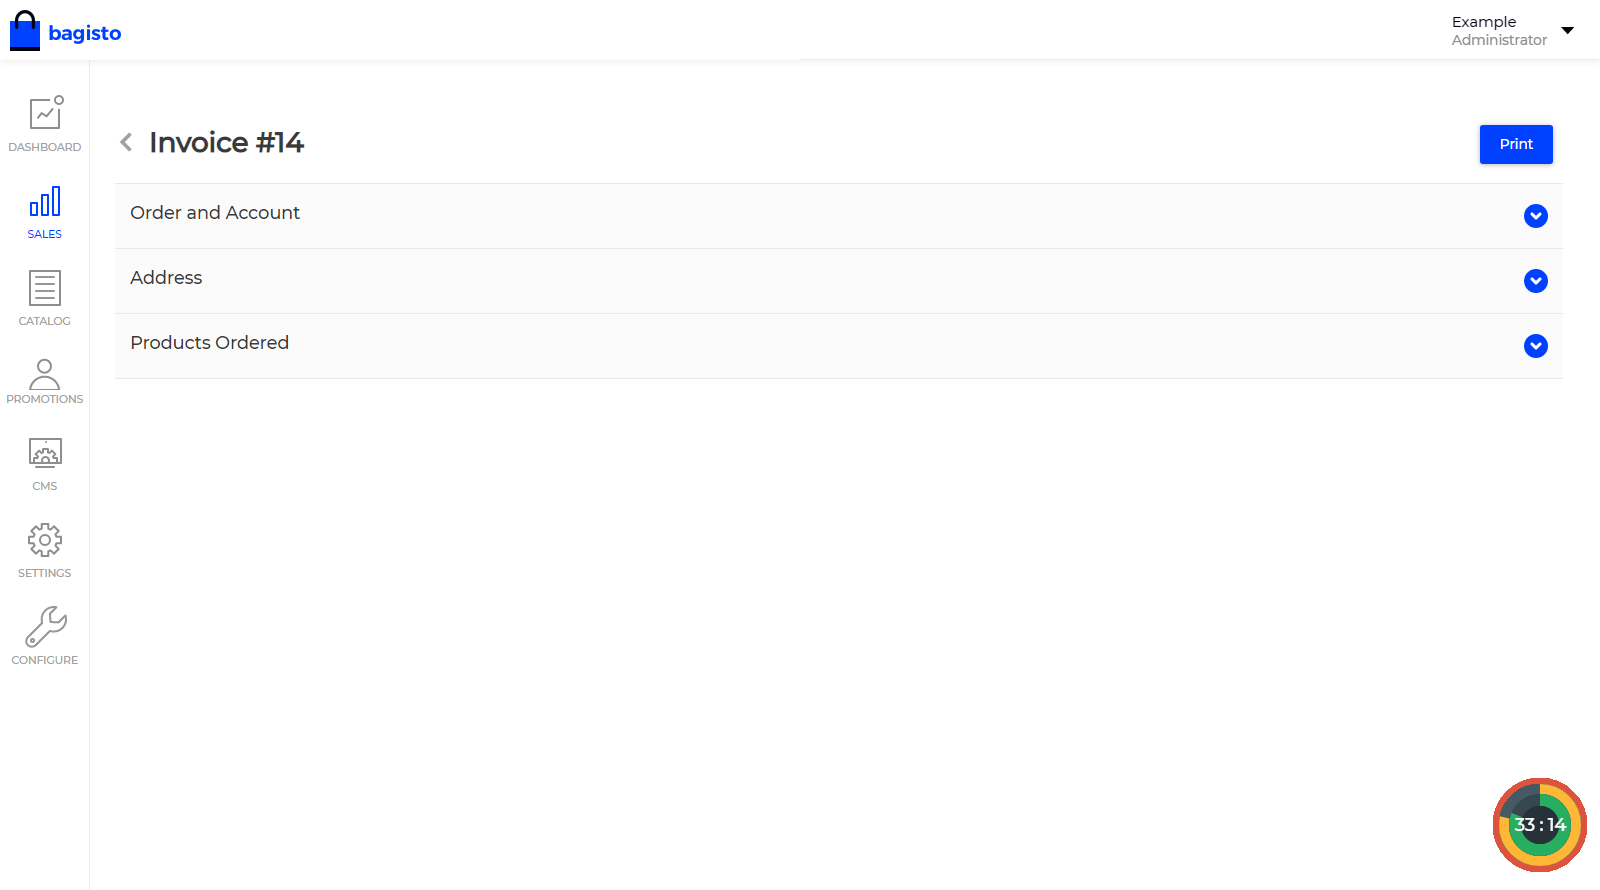 bagisto
Example
Administrator
DASHBOARD
SALES
CATALOG
PROMOTIONS
CMS
SETTINGS
CONFIGURE
Invoice #14
Print
Order and Account
Address
Products Ordered
33:14